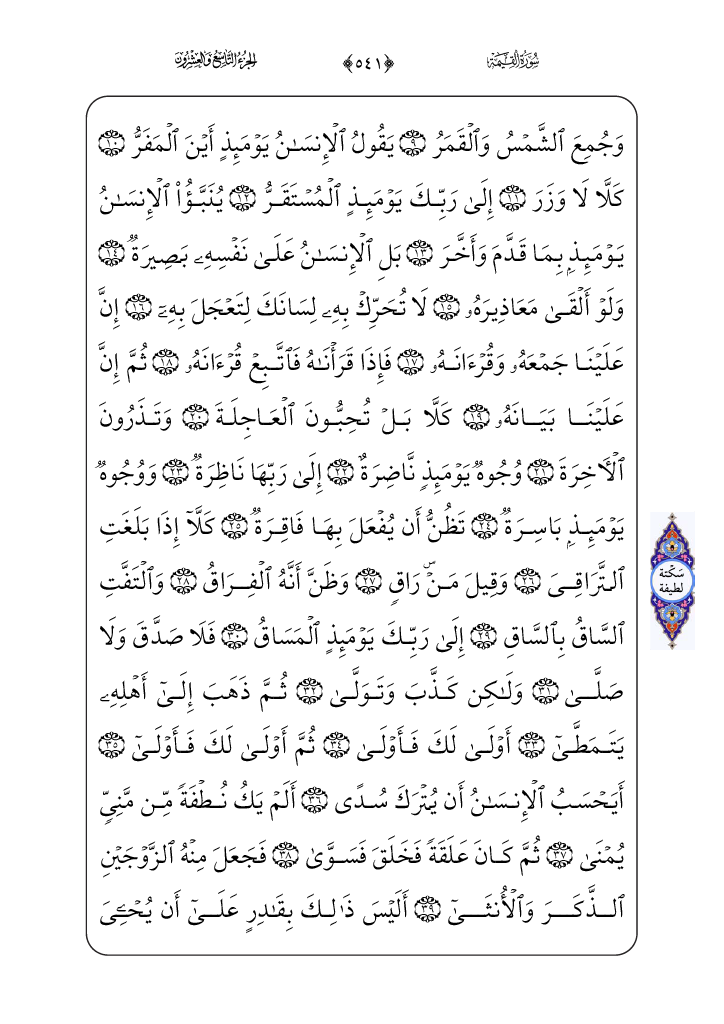 سُورَةُ القِيَامَةِ ﴿٥٤١﴾ الجُزْءُ التَّاسِعُ وَالعِشْرُونَ
وَجُمِعَ ٱلشَّمۡسُ وَٱلۡقَمَرُ ٩ يَقُولُ ٱلۡإِنسَٰنُ يَوۡمَئِذٍ أَيۡنَ ٱلۡمَفَرُّ ١٠
كَلَّا لَا وَزَرَ ١١ إِلَىٰ رَبِّكَ يَوۡمَئِذٍ ٱلۡمُسۡتَقَرُّ ١٢ يُنَبَّؤُاْ ٱلۡإِنسَٰنُ
يَوۡمَئِذِۭ بِمَا قَدَّمَ وَأَخَّرَ ١٣ بَلِ ٱلۡإِنسَٰنُ عَلَىٰ نَفۡسِهِۦ بَصِيرَةٞ ١٤
وَلَوۡ أَلۡقَىٰ مَعَاذِيرَهُۥ ١٥ لَا تُحَرِّكۡ بِهِۦ لِسَانَكَ لِتَعۡجَلَ بِهِۦٓ ١٦ إِنَّ
عَلَيۡنَا جَمۡعَهُۥ وَقُرۡءَانَهُۥ ١٧ فَإِذَا قَرَأۡنَٰهُ فَٱتَّبِعۡ قُرۡءَانَهُۥ ١٨ ثُمَّ إِنَّ
عَلَيۡنَا بَيَانَهُۥ ١٩ كَلَّا بَلۡ تُحِبُّونَ ٱلۡعَاجِلَةَ ٢٠ وَتَذَرُونَ
ٱلۡأٓخِرَةَ ٢١ وُجُوهٞ يَوۡمَئِذٖ نَّاضِرَةٌ ٢٢ إِلَىٰ رَبِّهَا نَاظِرَةٞ ٢٣ وَوُجُوهٞ
يَوۡمَئِذِۭ بَاسِرَةٞ ٢٤ تَظُنُّ أَن يُفۡعَلَ بِهَا فَاقِرَةٞ ٢٥ كَلَّآ إِذَا بَلَغَتِ
ٱلتَّرَاقِيَ ٢٦ وَقِيلَ مَنۡۜ رَاقٖ ٢٧ وَظَنَّ أَنَّهُ ٱلۡفِرَاقُ ٢٨ وَٱلۡتَفَّتِ
سَكْتَة
لطيفة
ٱلسَّاقُ بِٱلسَّاقِ ٢٩ إِلَىٰ رَبِّكَ يَوۡمَئِذٍ ٱلۡمَسَاقُ ٣٠ فَلَا صَدَّقَ وَلَا
صَلَّىٰ ٣١ وَلَٰكِن كَذَّبَ وَتَوَلَّىٰ ٣٢ ثُمَّ ذَهَبَ إِلَىٰٓ أَهۡلِهِۦ
يَتَمَطَّىٰٓ ٣٣ أَوۡلَىٰ لَكَ فَأَوۡلَىٰ ٣٤ ثُمَّ أَوۡلَىٰ لَكَ فَأَوۡلَىٰٓ ٣٥
أَيَحۡسَبُ ٱلۡإِنسَٰنُ أَن يُتۡرَكَ سُدًى ٣٦ أَلَمۡ يَكُ نُطۡفَةٗ مِّن مَّنِيّٖ
يُمۡنَىٰ ٣٧ ثُمَّ كَانَ عَلَقَةٗ فَخَلَقَ فَسَوَّىٰ ٣٨ فَجَعَلَ مِنۡهُ ٱلزَّوۡجَيۡنِ
ٱلذَّكَرَ وَٱلۡأُنثَىٰٓ ٣٩ أَلَيۡسَ ذَٰلِكَ بِقَٰدِرٍ عَلَىٰٓ أَن يُحۡـِۧيَ